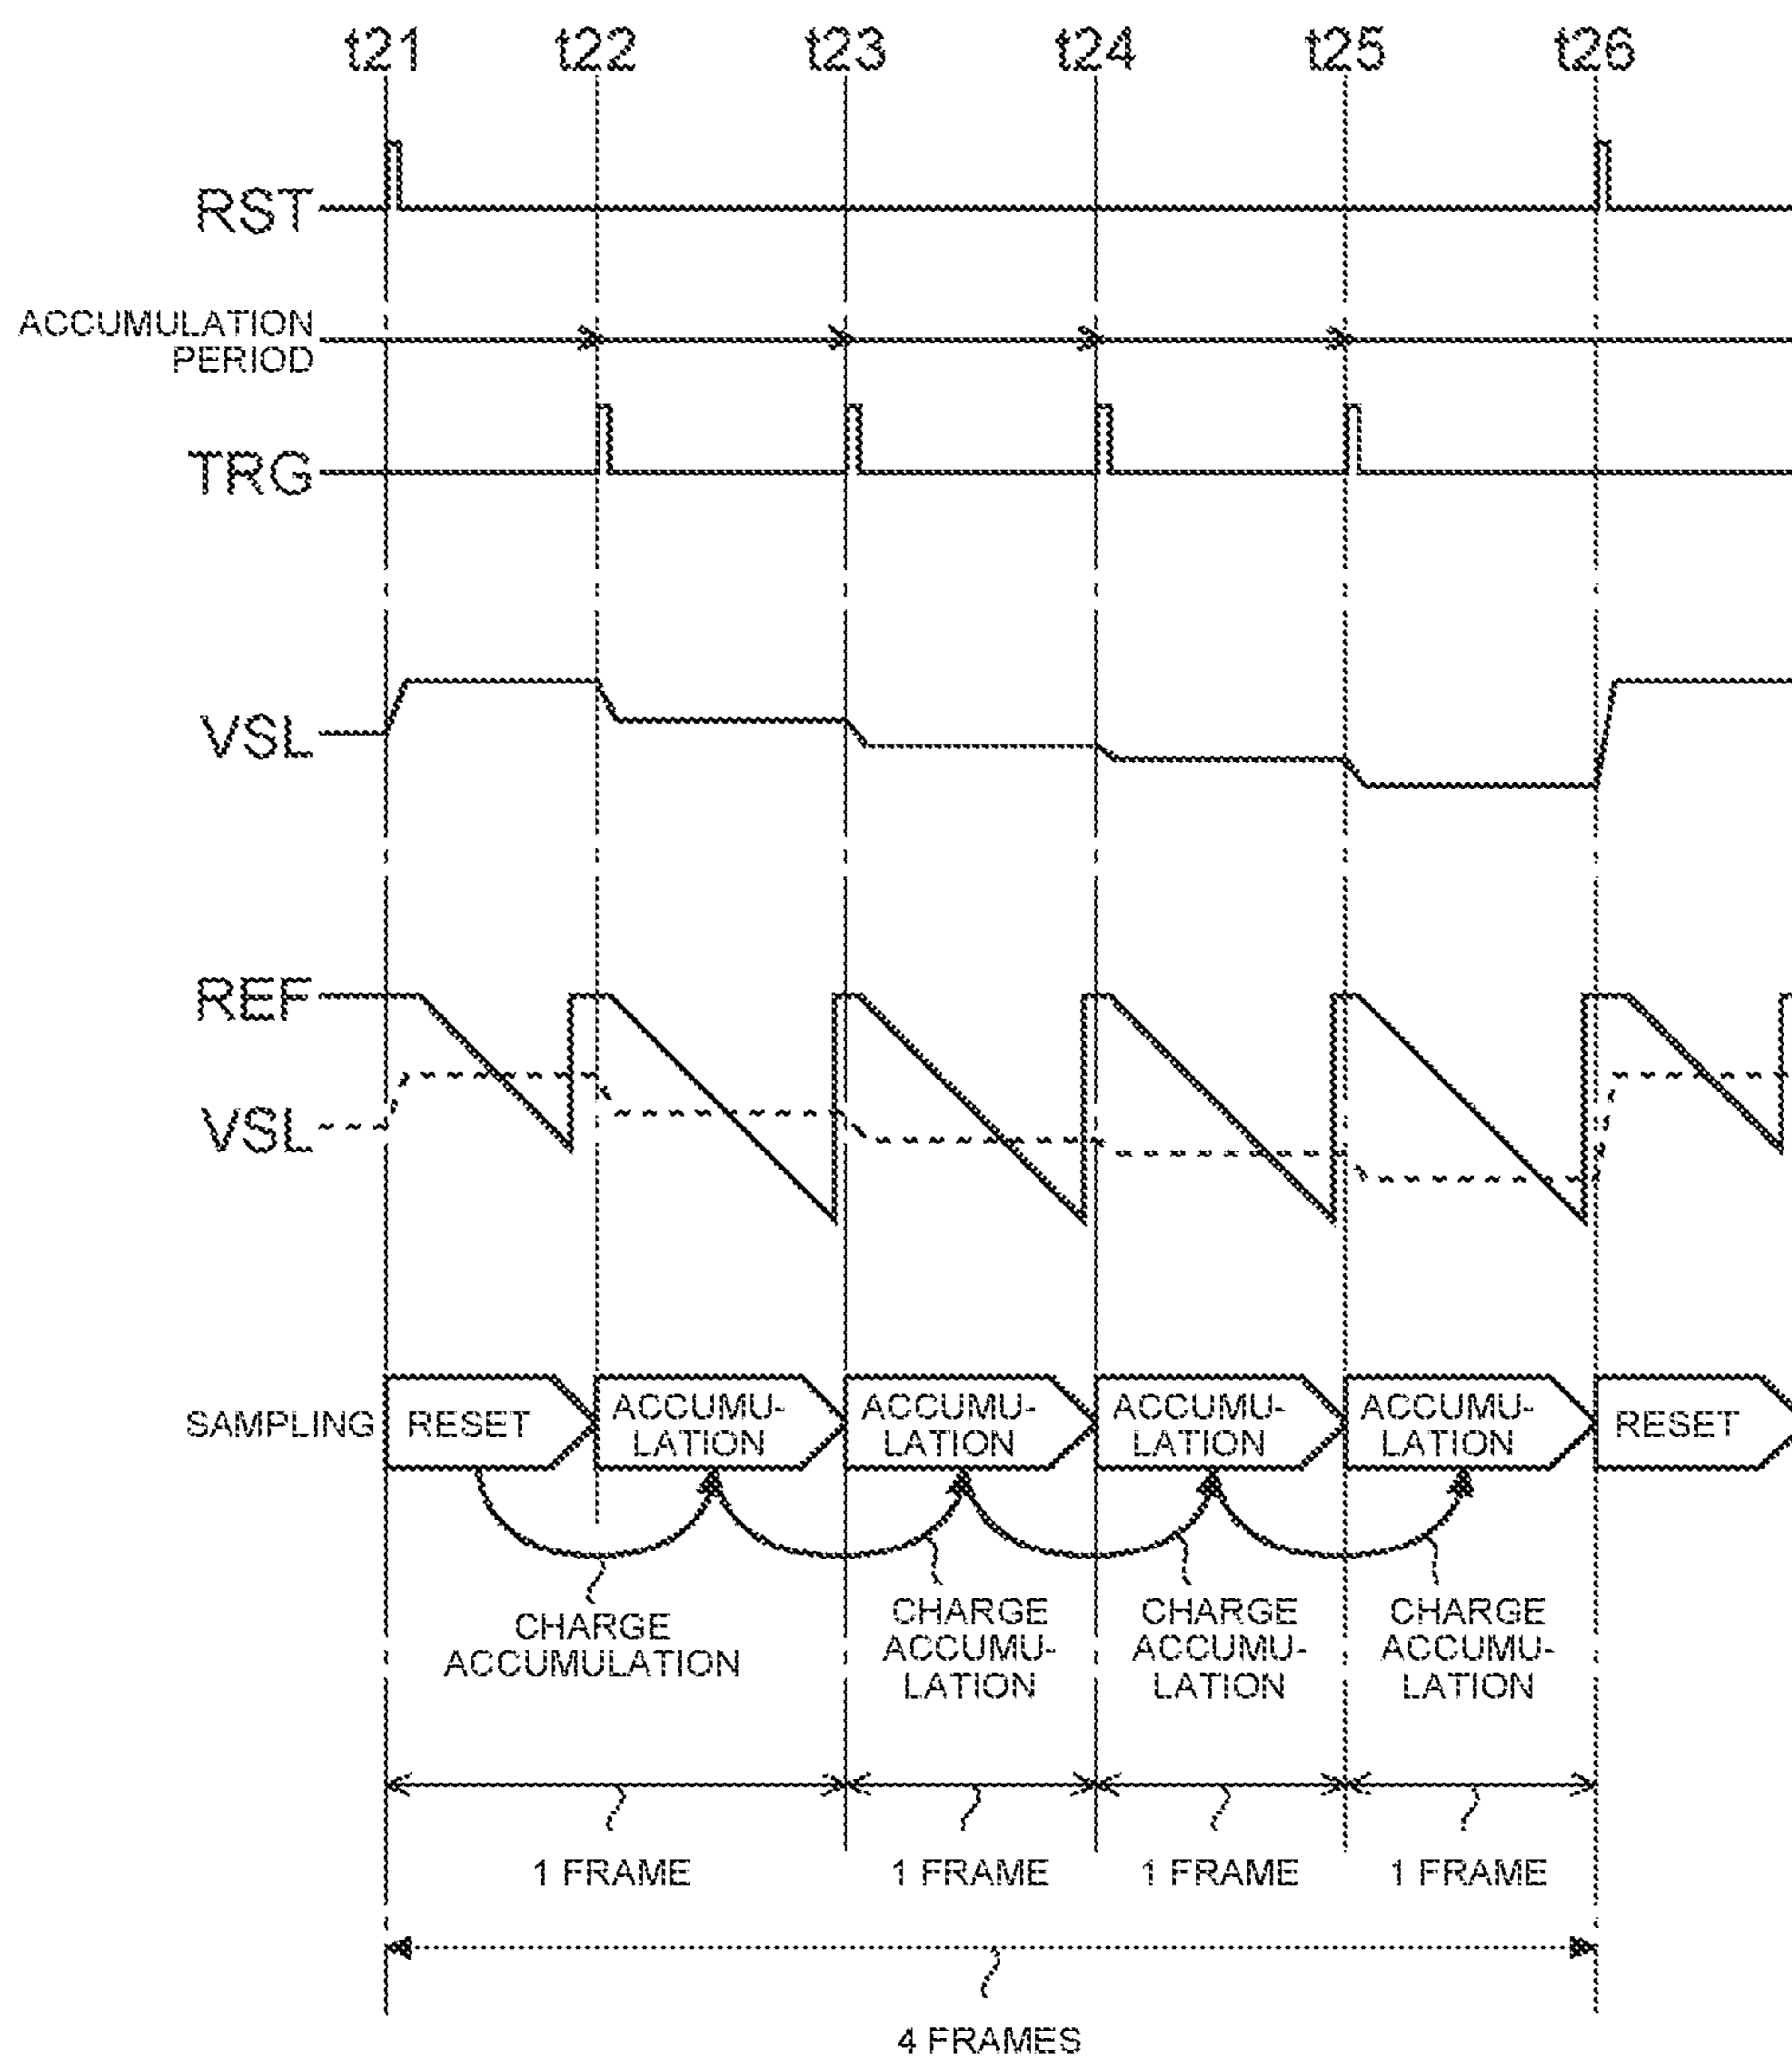 t21 t22 t23 t24 t25 t26
RST
ACCUMULATION
PERIOD
TRG
VSL
REF
VSL
SAMPLING
RESET
ACCUMU-
LATION
ACCUMU-
LATION
ACCUMU-
LATION
ACCUMU-
LATION
RESET
CHARGE
ACCUMULATION
CHARGE
ACCUMU-
LATION
CHARGE
ACCUMU-
LATION
CHARGE
ACCUMU-
LATION
1 FRAME
1 FRAME
1 FRAME
1 FRAME
4 FRAMES